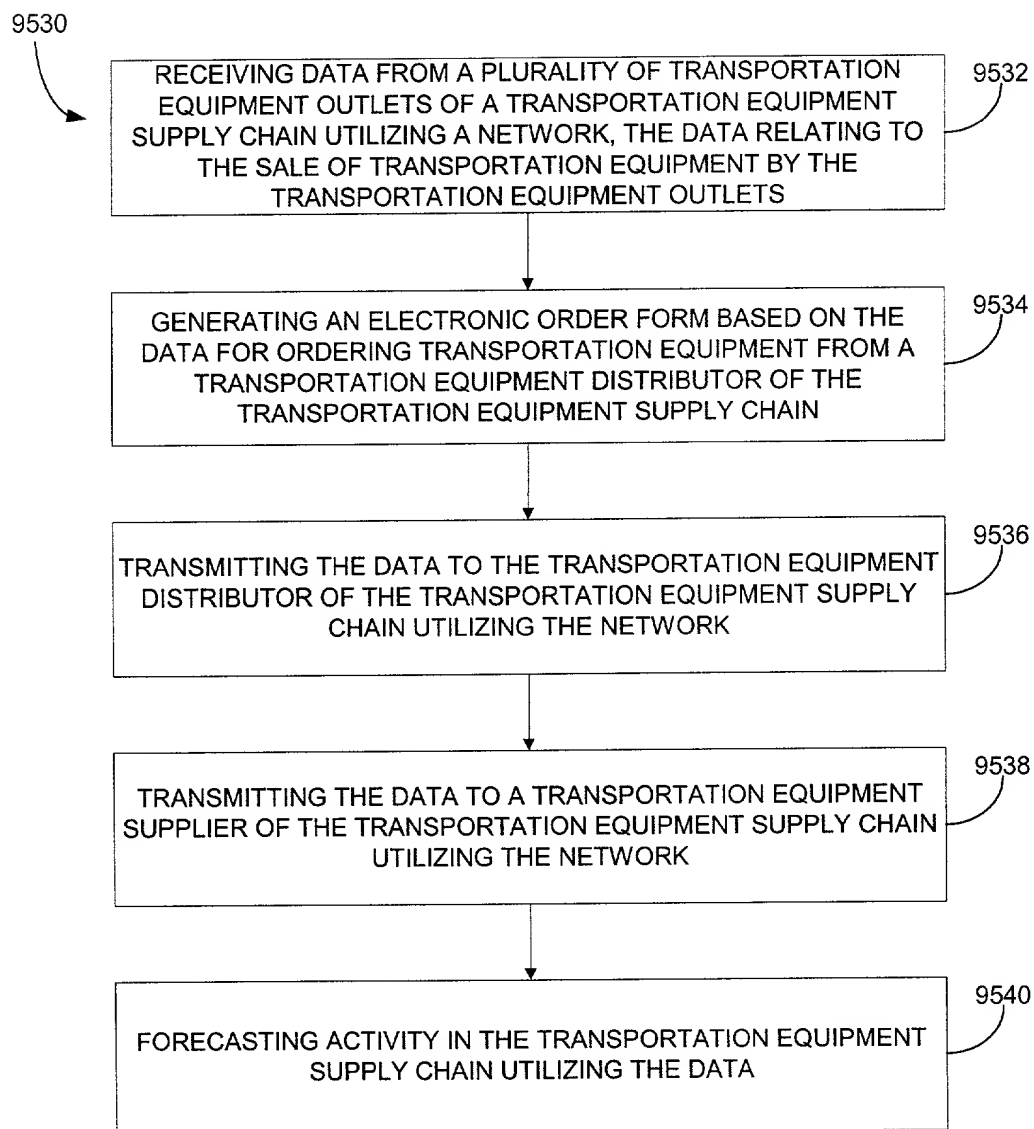 9530
RECEIVING DATA FROM A PLURALITY OF TRANSPORTATION
EQUIPMENT OUTLETS OF A TRANSPORTATION EQUIPMENT
SUPPLY CHAIN UTILIZING A NETWORK, THE DATA RELATING TO
THE SALE OF TRANSPORTATION EQUIPMENT BY THE
TRANSPORTATION EQUIPMENT OUTLETS
9532
GENERATING AN ELECTRONIC ORDER FORM BASED ON THE
DATA FOR ORDERING TRANSPORTATION EQUIPMENT FROM A
TRANSPORTATION EQUIPMENT DISTRIBUTOR OF THE
TRANSPORTATION EQUIPMENT SUPPLY CHAIN
9534
TRANSMITTING THE DATA TO THE TRANSPORTATION EQUIPMENT
DISTRIBUTOR OF THE TRANSPORTATION EQUIPMENT SUPPLY
CHAIN UTILIZING THE NETWORK
9536
TRANSMITTING THE DATA TO A TRANSPORTATION EQUIPMENT
SUPPLIER OF THE TRANSPORTATION EQUIPMENT SUPPLY CHAIN
UTILIZING THE NETWORK
9538
FORECASTING ACTIVITY IN THE TRANSPORTATION EQUIPMENT
SUPPLY CHAIN UTILIZING THE DATA
9540